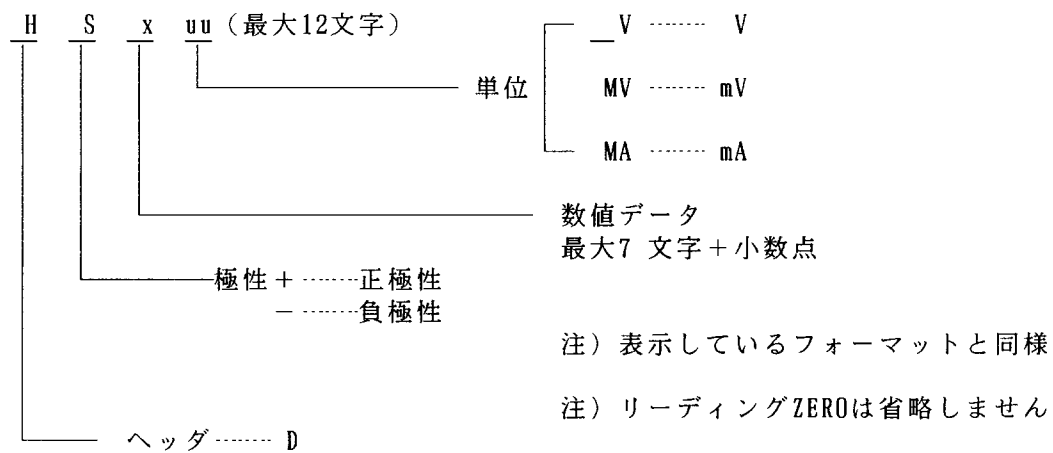 H S x uu（最大12文字）
単位
_V ······· V
MV ······· mV
MA ······· mA
数値データ
最大7 文字＋小数点
極性＋ ·······正極性
－ ·······負極性
注）表示しているフォーマットと同様
注）リーディングZEROは省略しません
ヘッダ ······· D